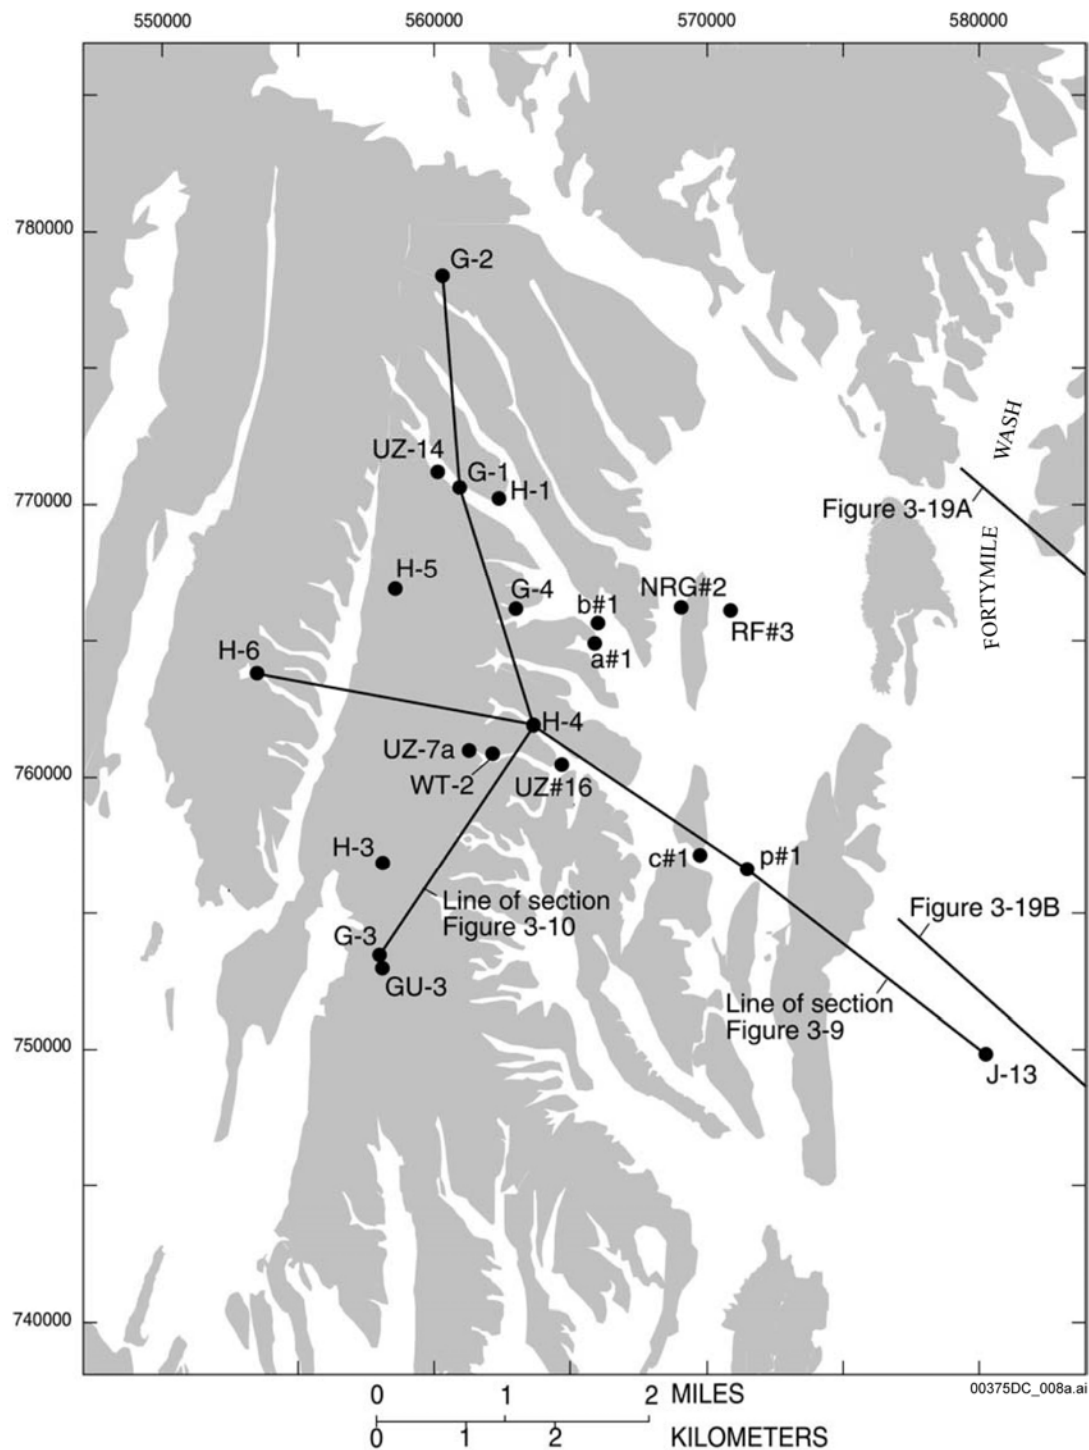 550000 560000 570000 580000
780000
G-2
WASH
UZ-14
G-1
H-1
770000
Figure 3-19A
FORTYMILE
H-5
G-4
b#1
NRG#2
RF#3
a#1
H-6
H-4
UZ-7a
760000
WT-2
UZ#16
H-3
c#1
p#1
Line of section
Figure 3-10
Figure 3-19B
G-3
GU-3
Line of section
Figure 3-9
750000
J-13
740000
0 1 2 MILES
00375DC_008a.ai
0 1 2 KILOMETERS